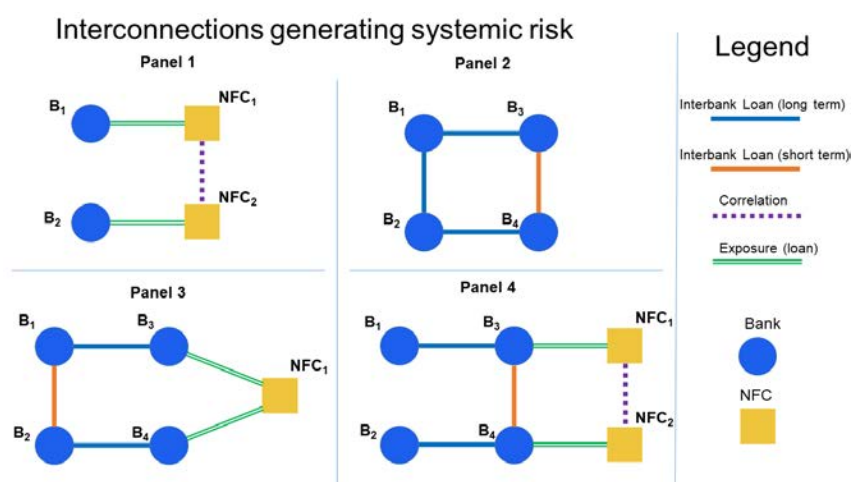 Interconnections generating systemic risk
Panel 1
B₁
NFC₁
B₂
NFC₂
Panel 2
B₁
B₃
B₂
B₄
Panel 3
B₁
B₃
NFC₁
B₂
B₄
Panel 4
B₁
B₃
NFC₁
B₂
B₄
NFC₂
Legend
Interbank Loan (long term)
Interbank Loan (short term)
Correlation
Exposure (loan)
Bank
NFC